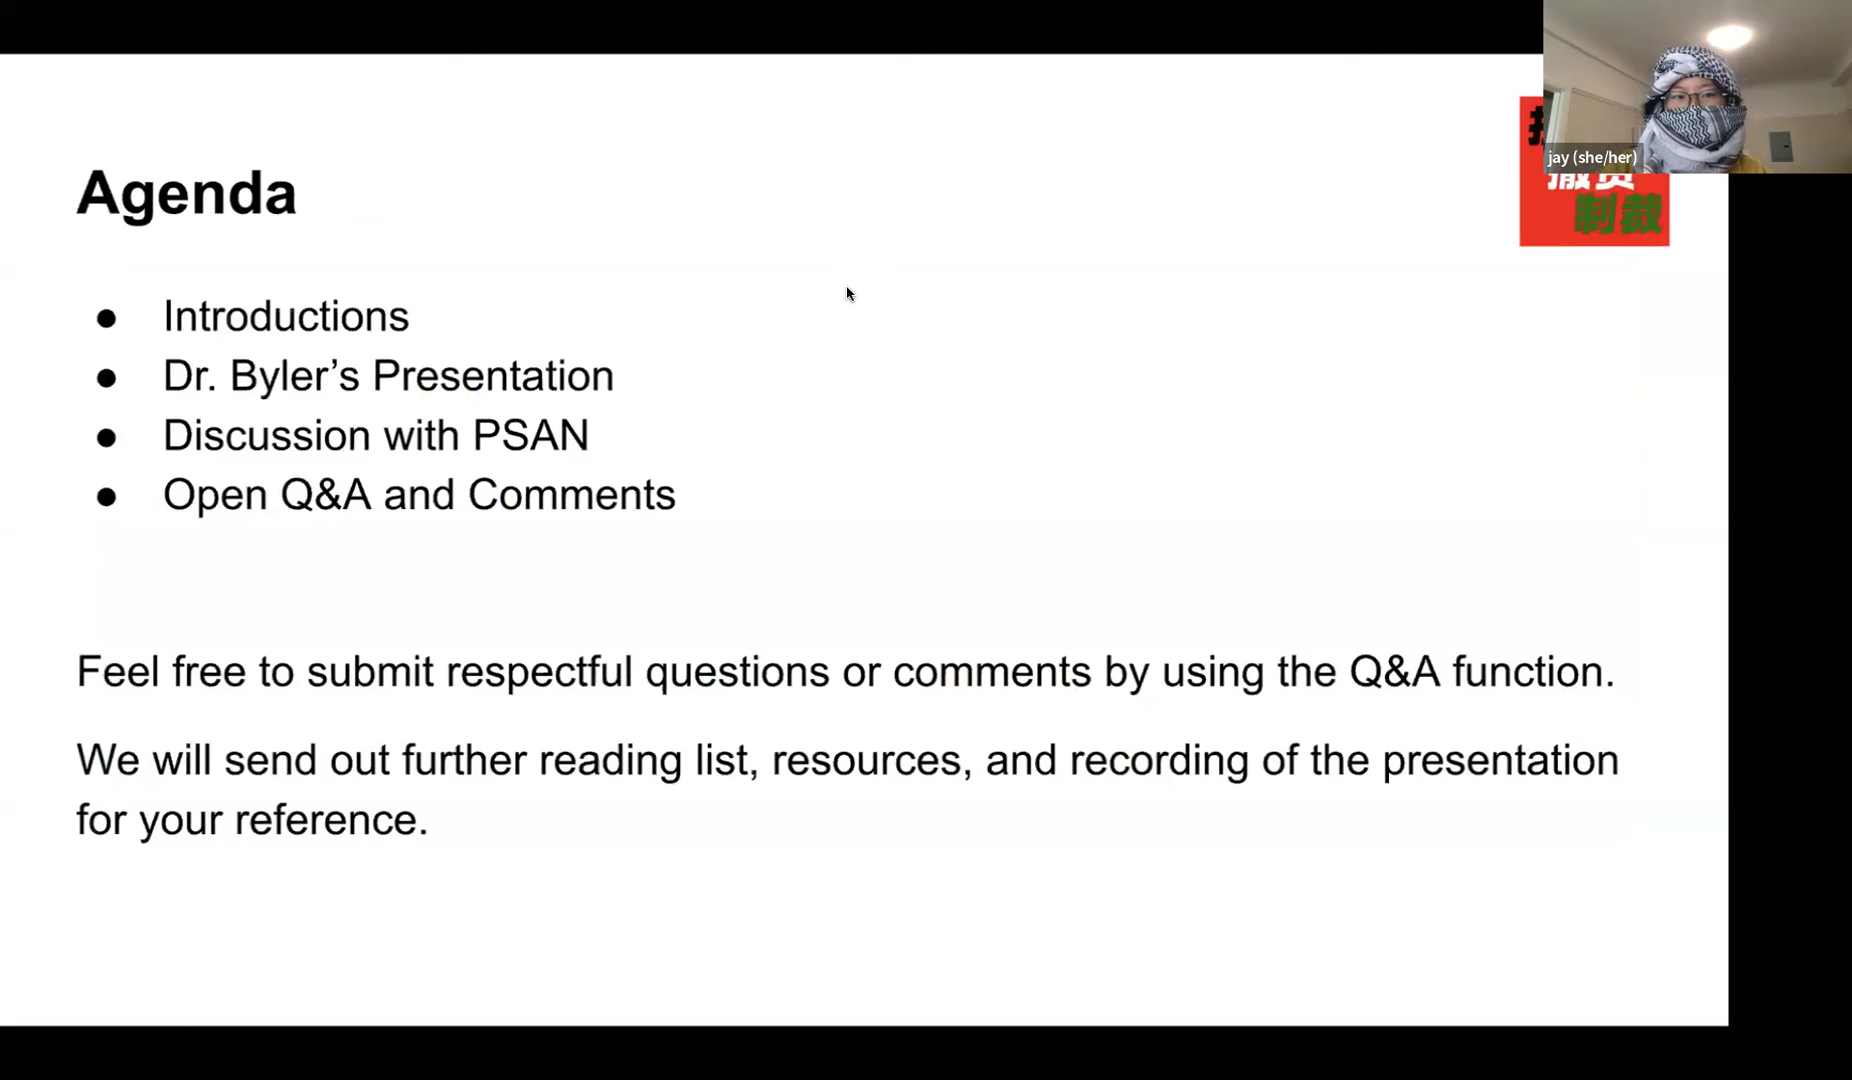 Agenda
jay (she/her)
制裁
● Introductions
● Dr. Byler’s Presentation
● Discussion with PSAN
● Open Q&A and Comments
Feel free to submit respectful questions or comments by using the Q&A function.
We will send out further reading list, resources, and recording of the presentation
for your reference.